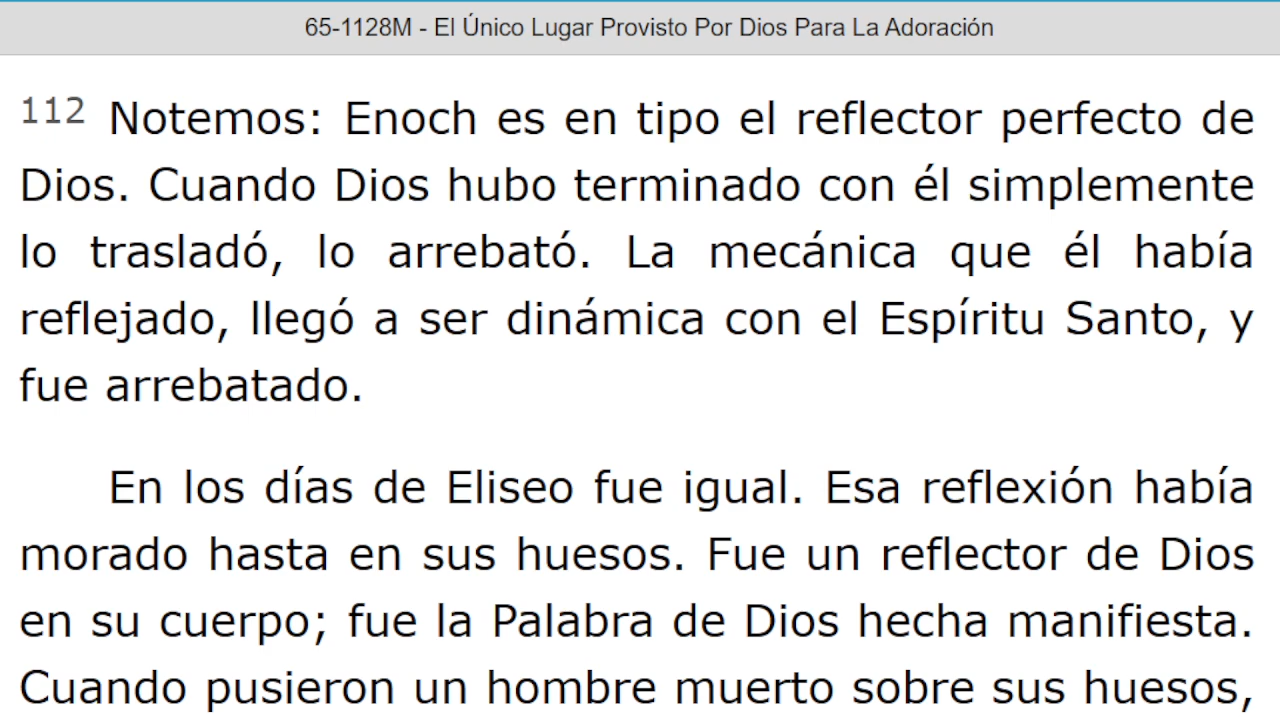 65-1128M - El Único Lugar Provisto Por Dios Para La Adoración
112 Notemos: Enoch es en tipo el reflector perfecto de
Dios. Cuando Dios hubo terminado con él simplemente
lo trasladó, lo arrebató. La mecánica que él había
reflejado, llegó a ser dinámica con el Espíritu Santo, y
fue arrebatado.
En los días de Eliseo fue igual. Esa reflexión había
morado hasta en sus huesos. Fue un reflector de Dios
en su cuerpo; fue la Palabra de Dios hecha manifiesta.
Cuando pusieron un hombre muerto sobre sus huesos,